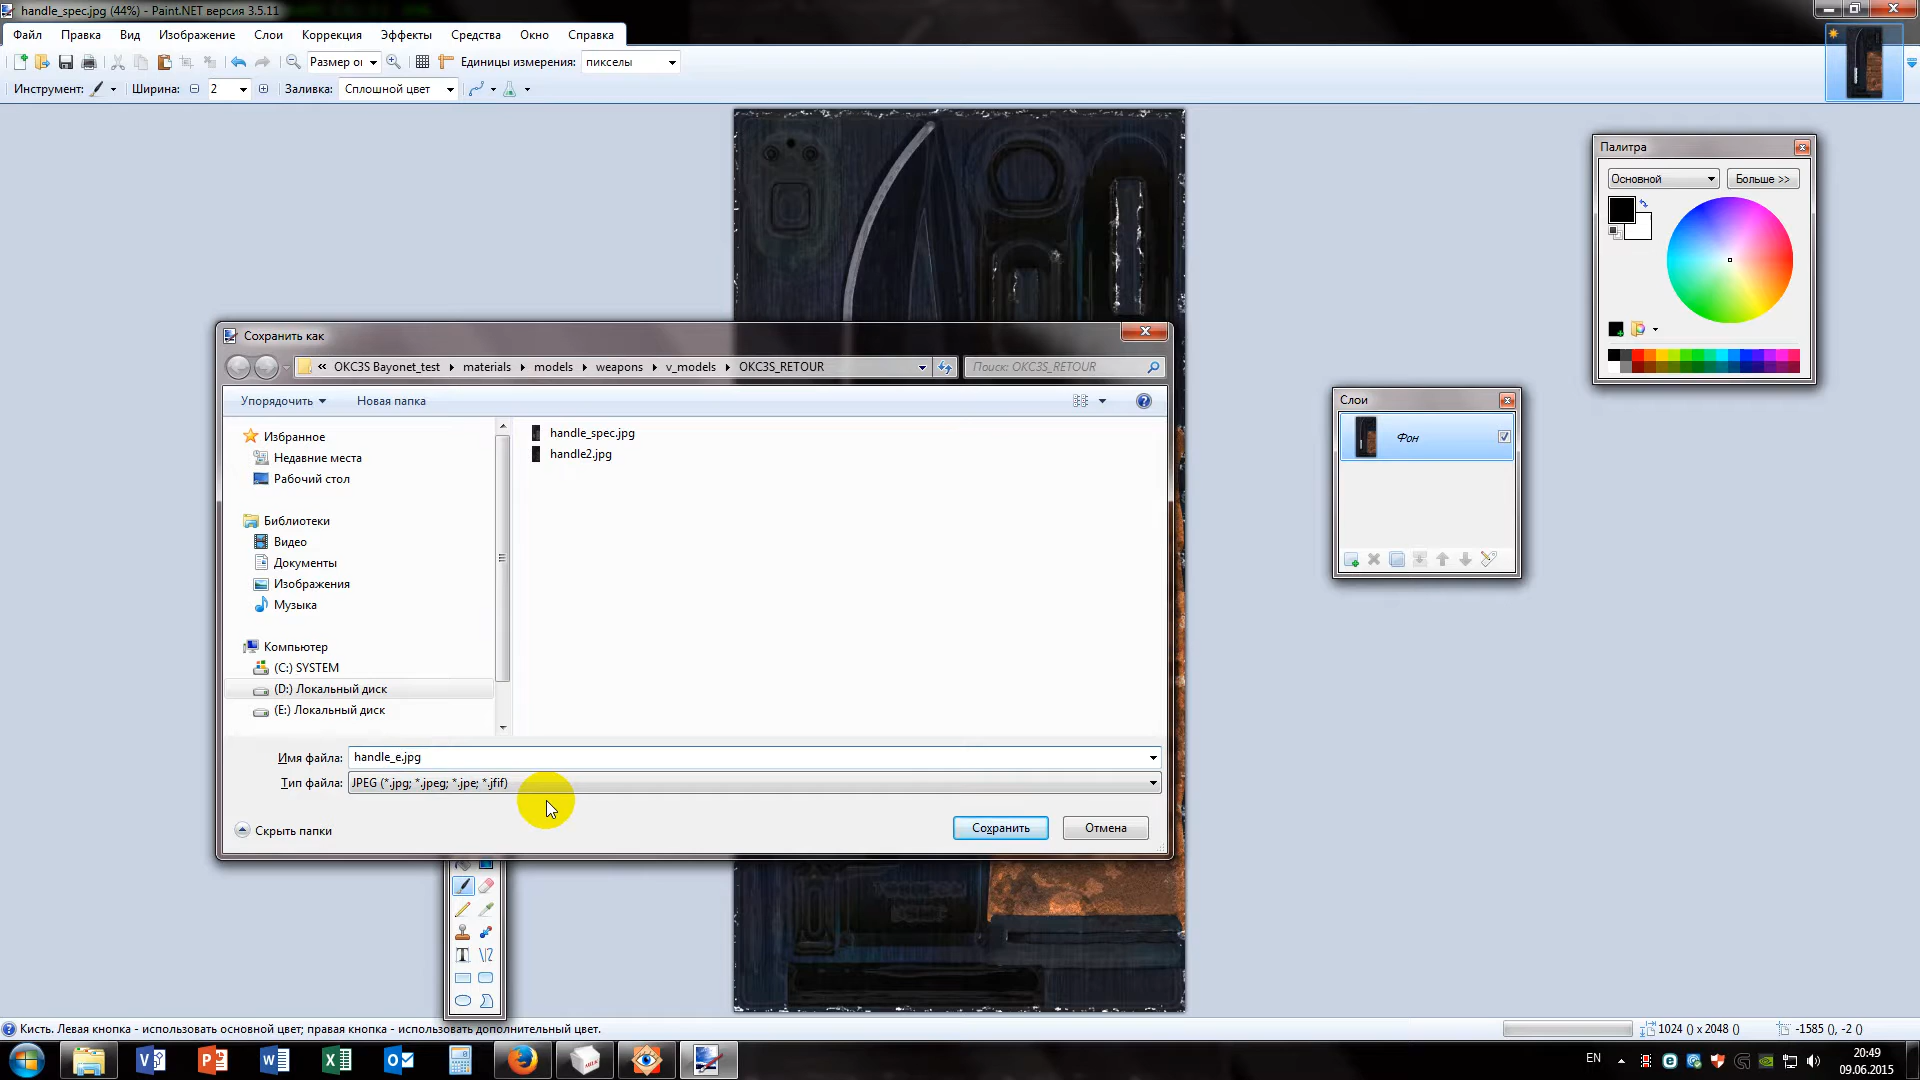 handle_spec.jpg (44%) - Paint.NET версия 3.5.11
Файл Правка Вид Изображение Слои Коррекция Эффекты Средства Окно Справка
Размер ог Единицы измерения: пикселы
Инструмент: Ширина: 2 Заливка: Сплошной цвет
Палитра
Основной Больше >>
Сохранить как
« OKC3S Bayonet_test materials models weapons v_models OKC3S_RETOUR Поиск: OKC3S_RETOUR
Упорядочить Новая папка
Слои
Фон
Избранное
Недавние места
Рабочий стол
Библиотеки
Видео
Документы
Изображения
Музыка
Компьютер
(C:) SYSTEM
(D:) Локальный диск
(E:) Локальный диск
handle_spec.jpg
handle2.jpg
Имя файла: handle_e.jpg
Тип файла: JPEG (*.jpg; *.jpeg; *.jpe; *.jfif)
Скрыть папки Сохранить Отмена
Кисть. Левая кнопка - использовать основной цвет; правая кнопка - использовать дополнительный цвет. 1024 () x 2048 () -1585 (), -2 ()
EN 20:49
09.06.2015